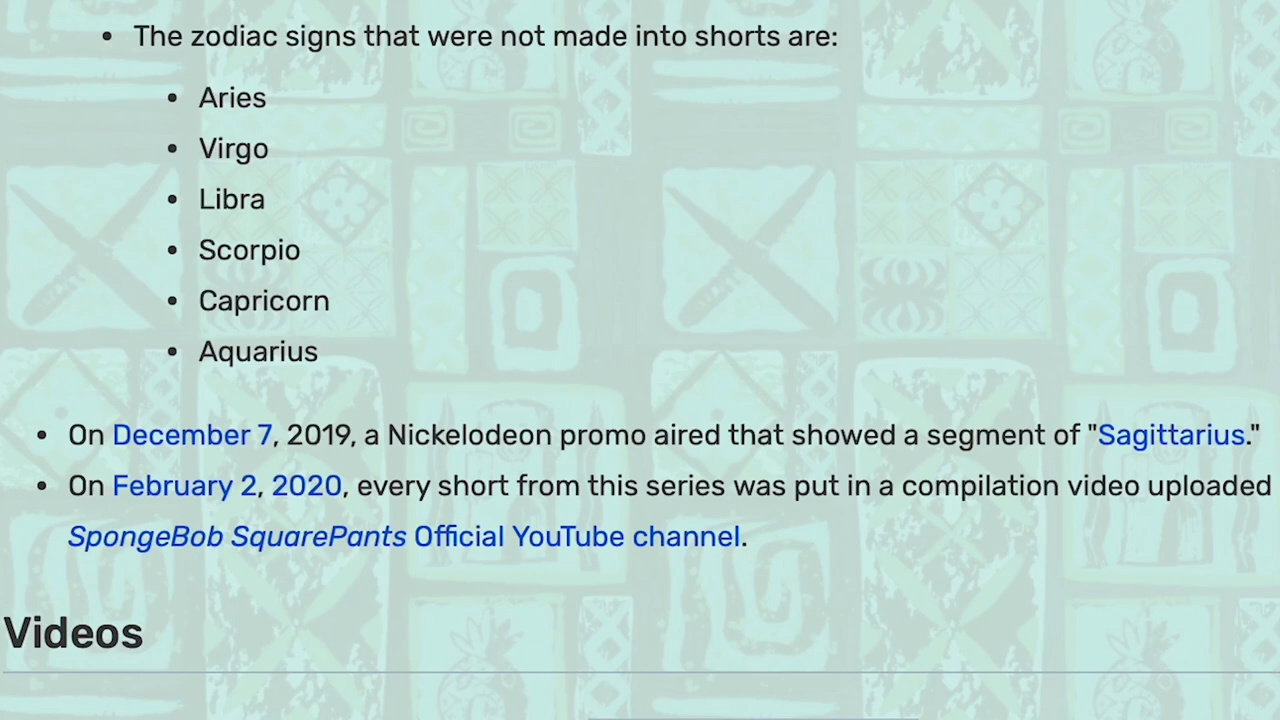 The zodiac signs that were not made into shorts are:
Aries
Virgo
Libra
Scorpio
Capricorn
Aquarius
On December 7, 2019, a Nickelodeon promo aired that showed a segment of "Sagittarius."
On February 2, 2020, every short from this series was put in a compilation video uploaded
SpongeBob SquarePants Official YouTube channel.
Videos